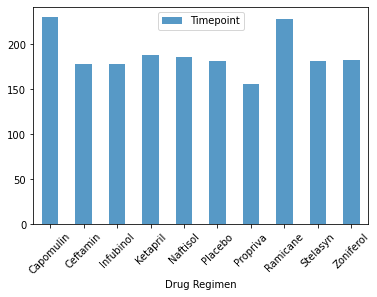 Timepoint
200
150
100
50
0
Capomulin
Ceftamin
Infubinol
Ketapril
Naftisol
Placebo
Propriva
Ramicane
Stelasyn
Zoniferol
Drug Regimen